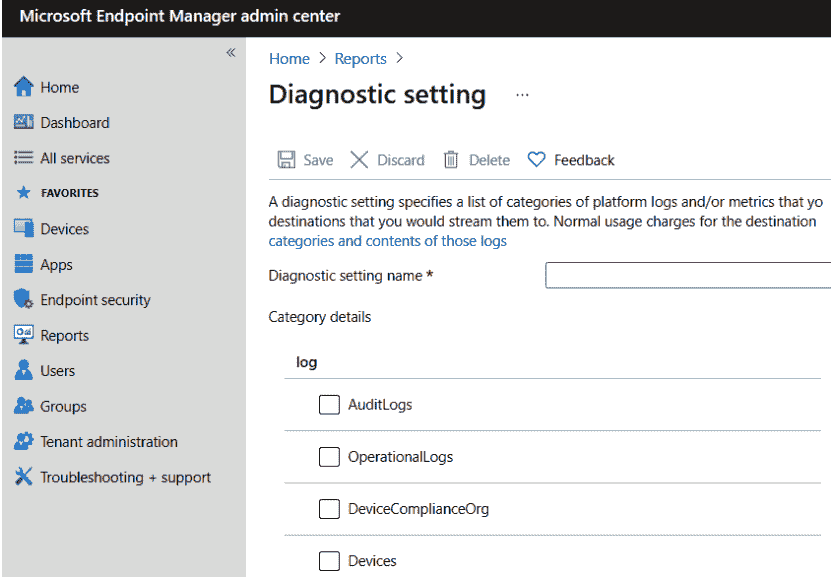 Microsoft Endpoint Manager admin center
«
Home
Dashboard
All services
FAVORITES
Devices
Apps
Endpoint security
Reports
Users
Groups
Tenant administration
Troubleshooting + support
Home > Reports >
Diagnostic setting ...
Save Discard Delete Feedback
A diagnostic setting specifies a list of categories of platform logs and/or metrics that yo
destinations that you would stream them to. Normal usage charges for the destination
categories and contents of those logs
Diagnostic setting name *
Category details
log
AuditLogs
OperationalLogs
DeviceComplianceOrg
Devices